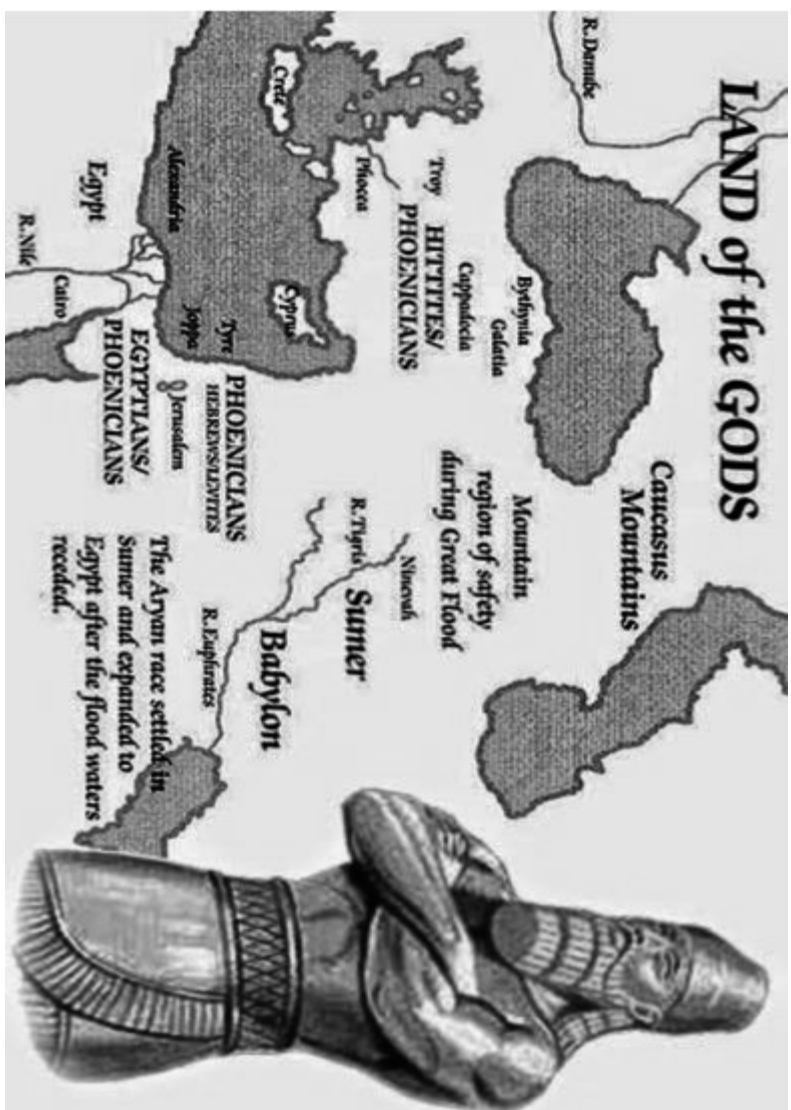 LAND of the GODS
R.Danube
Caucasus
Mountains
Bythynia
Galatia
Cappadocia
Troy
HITTITES/
PHOENICIANS
Phocea
Mountain
region of safety
during Great Flood
Ninevah
Sumer
R.Tigris
Crete
Cyprus
Babylon
R.Euphrates
Tyre
PHOENICIANS
HEBREWS/LEVITES
Joppa
Jerusalem
Alexandria
EGYPTIANS/
PHOENICIANS
Egypt
Cairo
R.Nile
The Aryan race settled in
Sumer and expanded to
Egypt after the flood waters
receded.